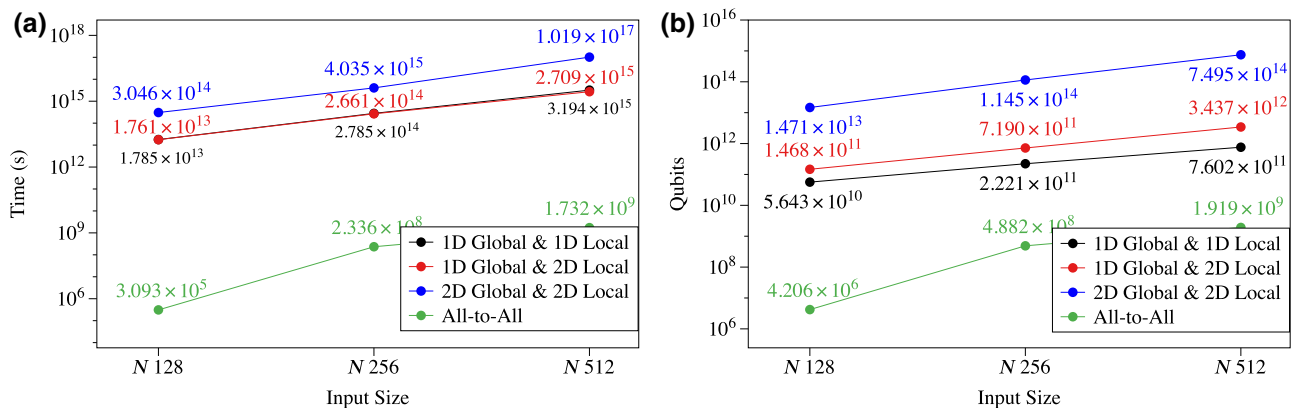 (a)
Time (s)
10^18
10^15
10^12
10^9
10^6
3.046 × 10^14
4.035 × 10^15
1.019 × 10^17
1.761 × 10^13
2.661 × 10^14
2.709 × 10^15
1.785 × 10^13
2.785 × 10^14
3.194 × 10^15
3.093 × 10^5
2.336 × 10^8
1.732 × 10^9
1D Global & 1D Local
1D Global & 2D Local
2D Global & 2D Local
All-to-All
N 128
N 256
N 512
Input Size
(b)
Qubits
10^16
10^14
10^12
10^10
10^8
10^6
1.471 × 10^13
1.145 × 10^14
7.495 × 10^14
1.468 × 10^11
7.190 × 10^11
3.437 × 10^12
5.643 × 10^10
2.221 × 10^11
7.602 × 10^11
4.206 × 10^6
4.882 × 10^8
1.919 × 10^9
1D Global & 1D Local
1D Global & 2D Local
2D Global & 2D Local
All-to-All
N 128
N 256
N 512
Input Size